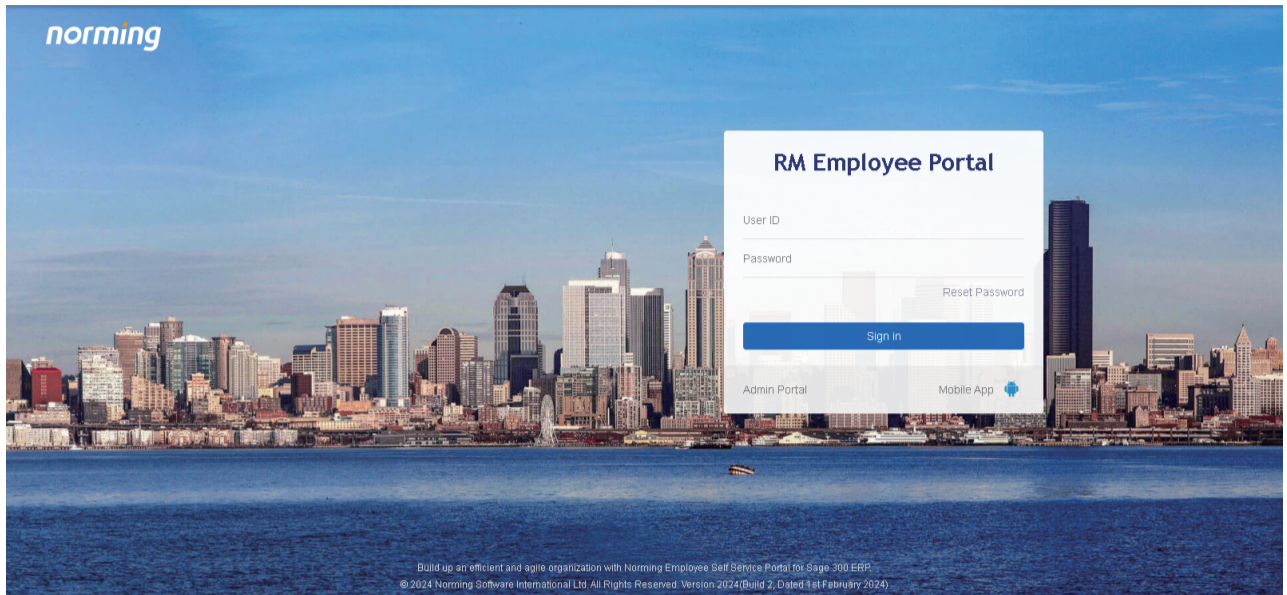 norming
RM Employee Portal
User ID
Password
Reset Password
Sign in
Admin Portal
Mobile App
Build up an efficient and agile organization with Norming Employee Self Service Portal for Sage 300 ERP.
© 2024 Norming Software International Ltd. All Rights Reserved. Version 2024(Build 2, Dated 1st February 2024)